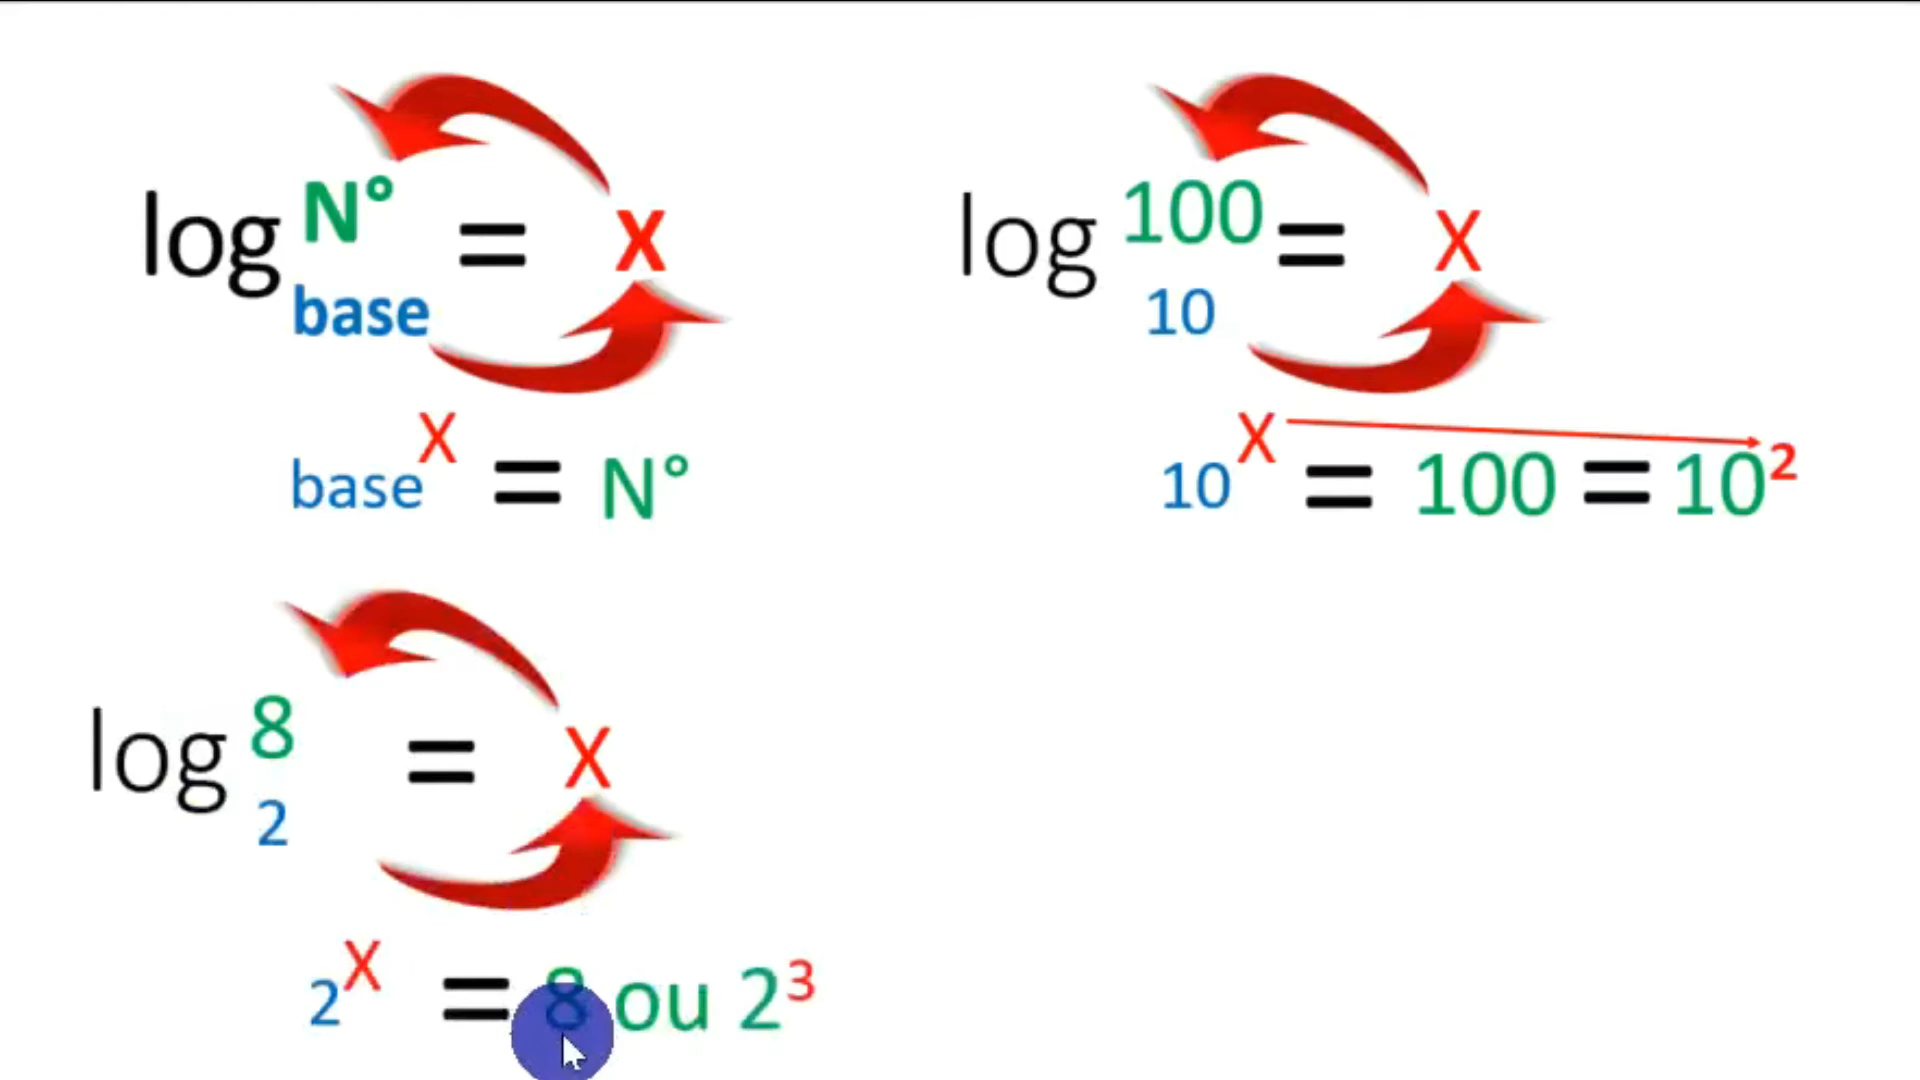 log N° base = x
base^x = N°
log 100 10 = x
10^x = 100 = 10^2
log 8 2 = x
2^x = 8 ou 2^3